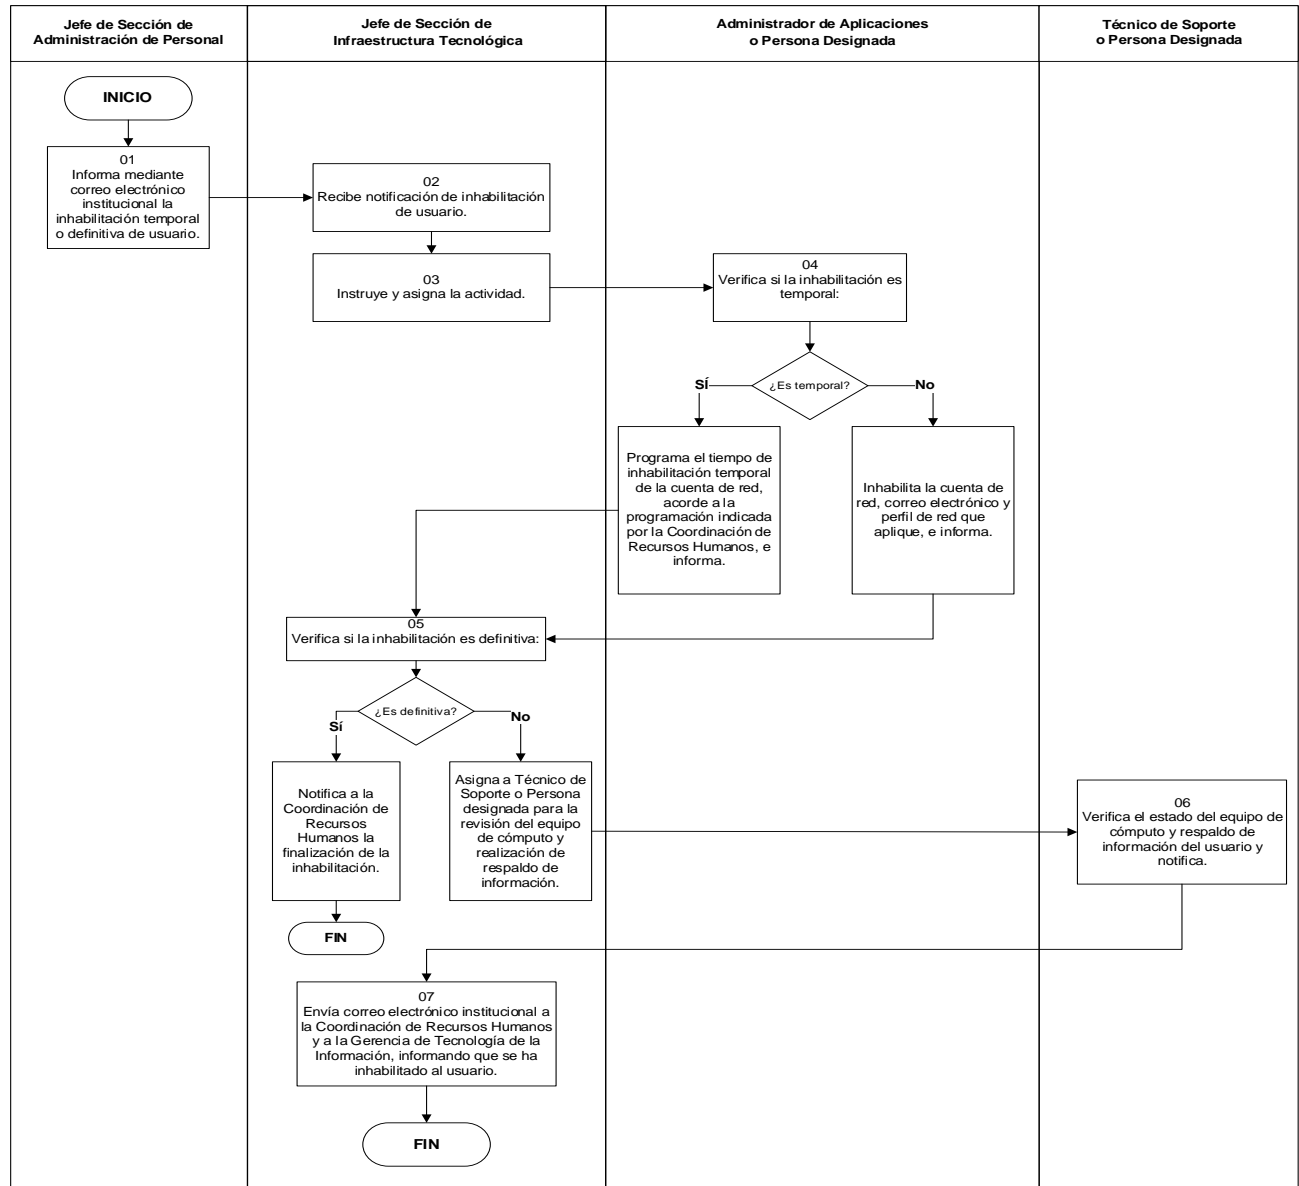 Jefe de Sección de
Administración de Personal
Jefe de Sección de
Infraestructura Tecnológica
Administrador de Aplicaciones
o Persona Designada
Técnico de Soporte
o Persona Designada
INICIO
01
Informa mediante
correo electrónico
institucional la
inhabilitación temporal
o definitiva de usuario.
02
Recibe notificación de inhabilitación
de usuario.
03
Instruye y asigna la actividad.
04
Verifica si la inhabilitación es
temporal:
¿Es temporal?
SÍ
No
Programa el tiempo de
inhabilitación temporal
de la cuenta de red,
acorde a la
programación indicada
por la Coordinación de
Recursos Humanos, e
informa.
Inhabilita la cuenta de
red, correo electrónico y
perfil de red que
aplique, e informa.
05
Verifica si la inhabilitación es definitiva:
¿Es definitiva?
Sí
No
Notifica a la
Coordinación de
Recursos
Humanos la
finalización de la
inhabilitación.
Asigna a Técnico de
Soporte o Persona
designada para la
revisión del equipo
de cómputo y
realización de
respaldo de
información.
06
Verifica el estado del equipo de
cómputo y respaldo de
información del usuario y
notifica.
FIN
07
Envía correo electrónico institucional a
la Coordinación de Recursos Humanos
y a la Gerencia de Tecnología de la
Información, informando que se ha
inhabilitado al usuario.
FIN